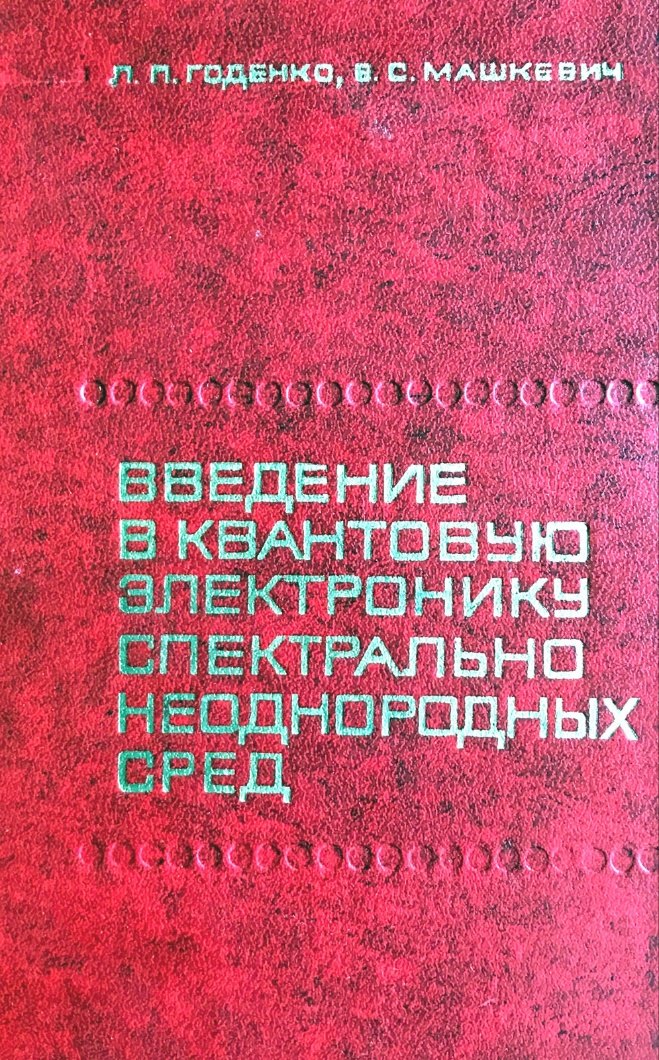 Л. П. ГОДЕНКО, В. С. МАШКЕВИЧ
ВВЕДЕНИЕ
В КВАНТОВУЮ
ЭЛЕКТРОНИКУ
СПЕКТРАЛЬНО
НЕОДНОРОДНЫХ
СРЕД